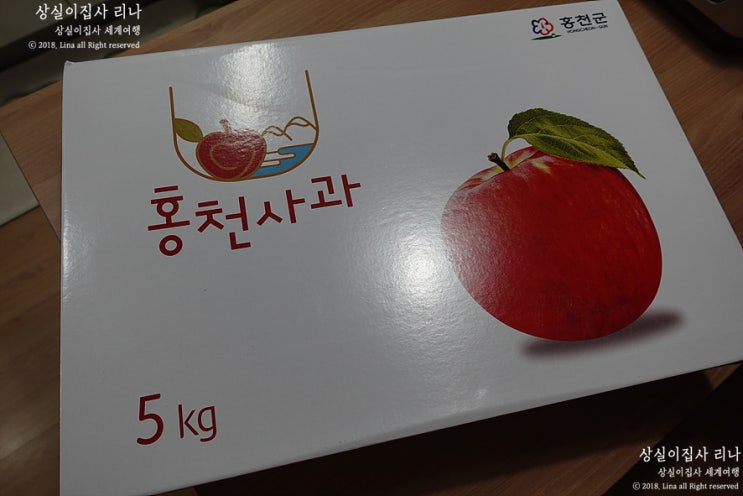 상실이집사 리나
상실이집사 세계여행
© 2018, Lina all Right reserved
홍천군
HONGCHEON-GUN
홍천사과
5 kg
상실이집사 리나
상실이집사 세계여행
© 2018, Lina all Right reserved